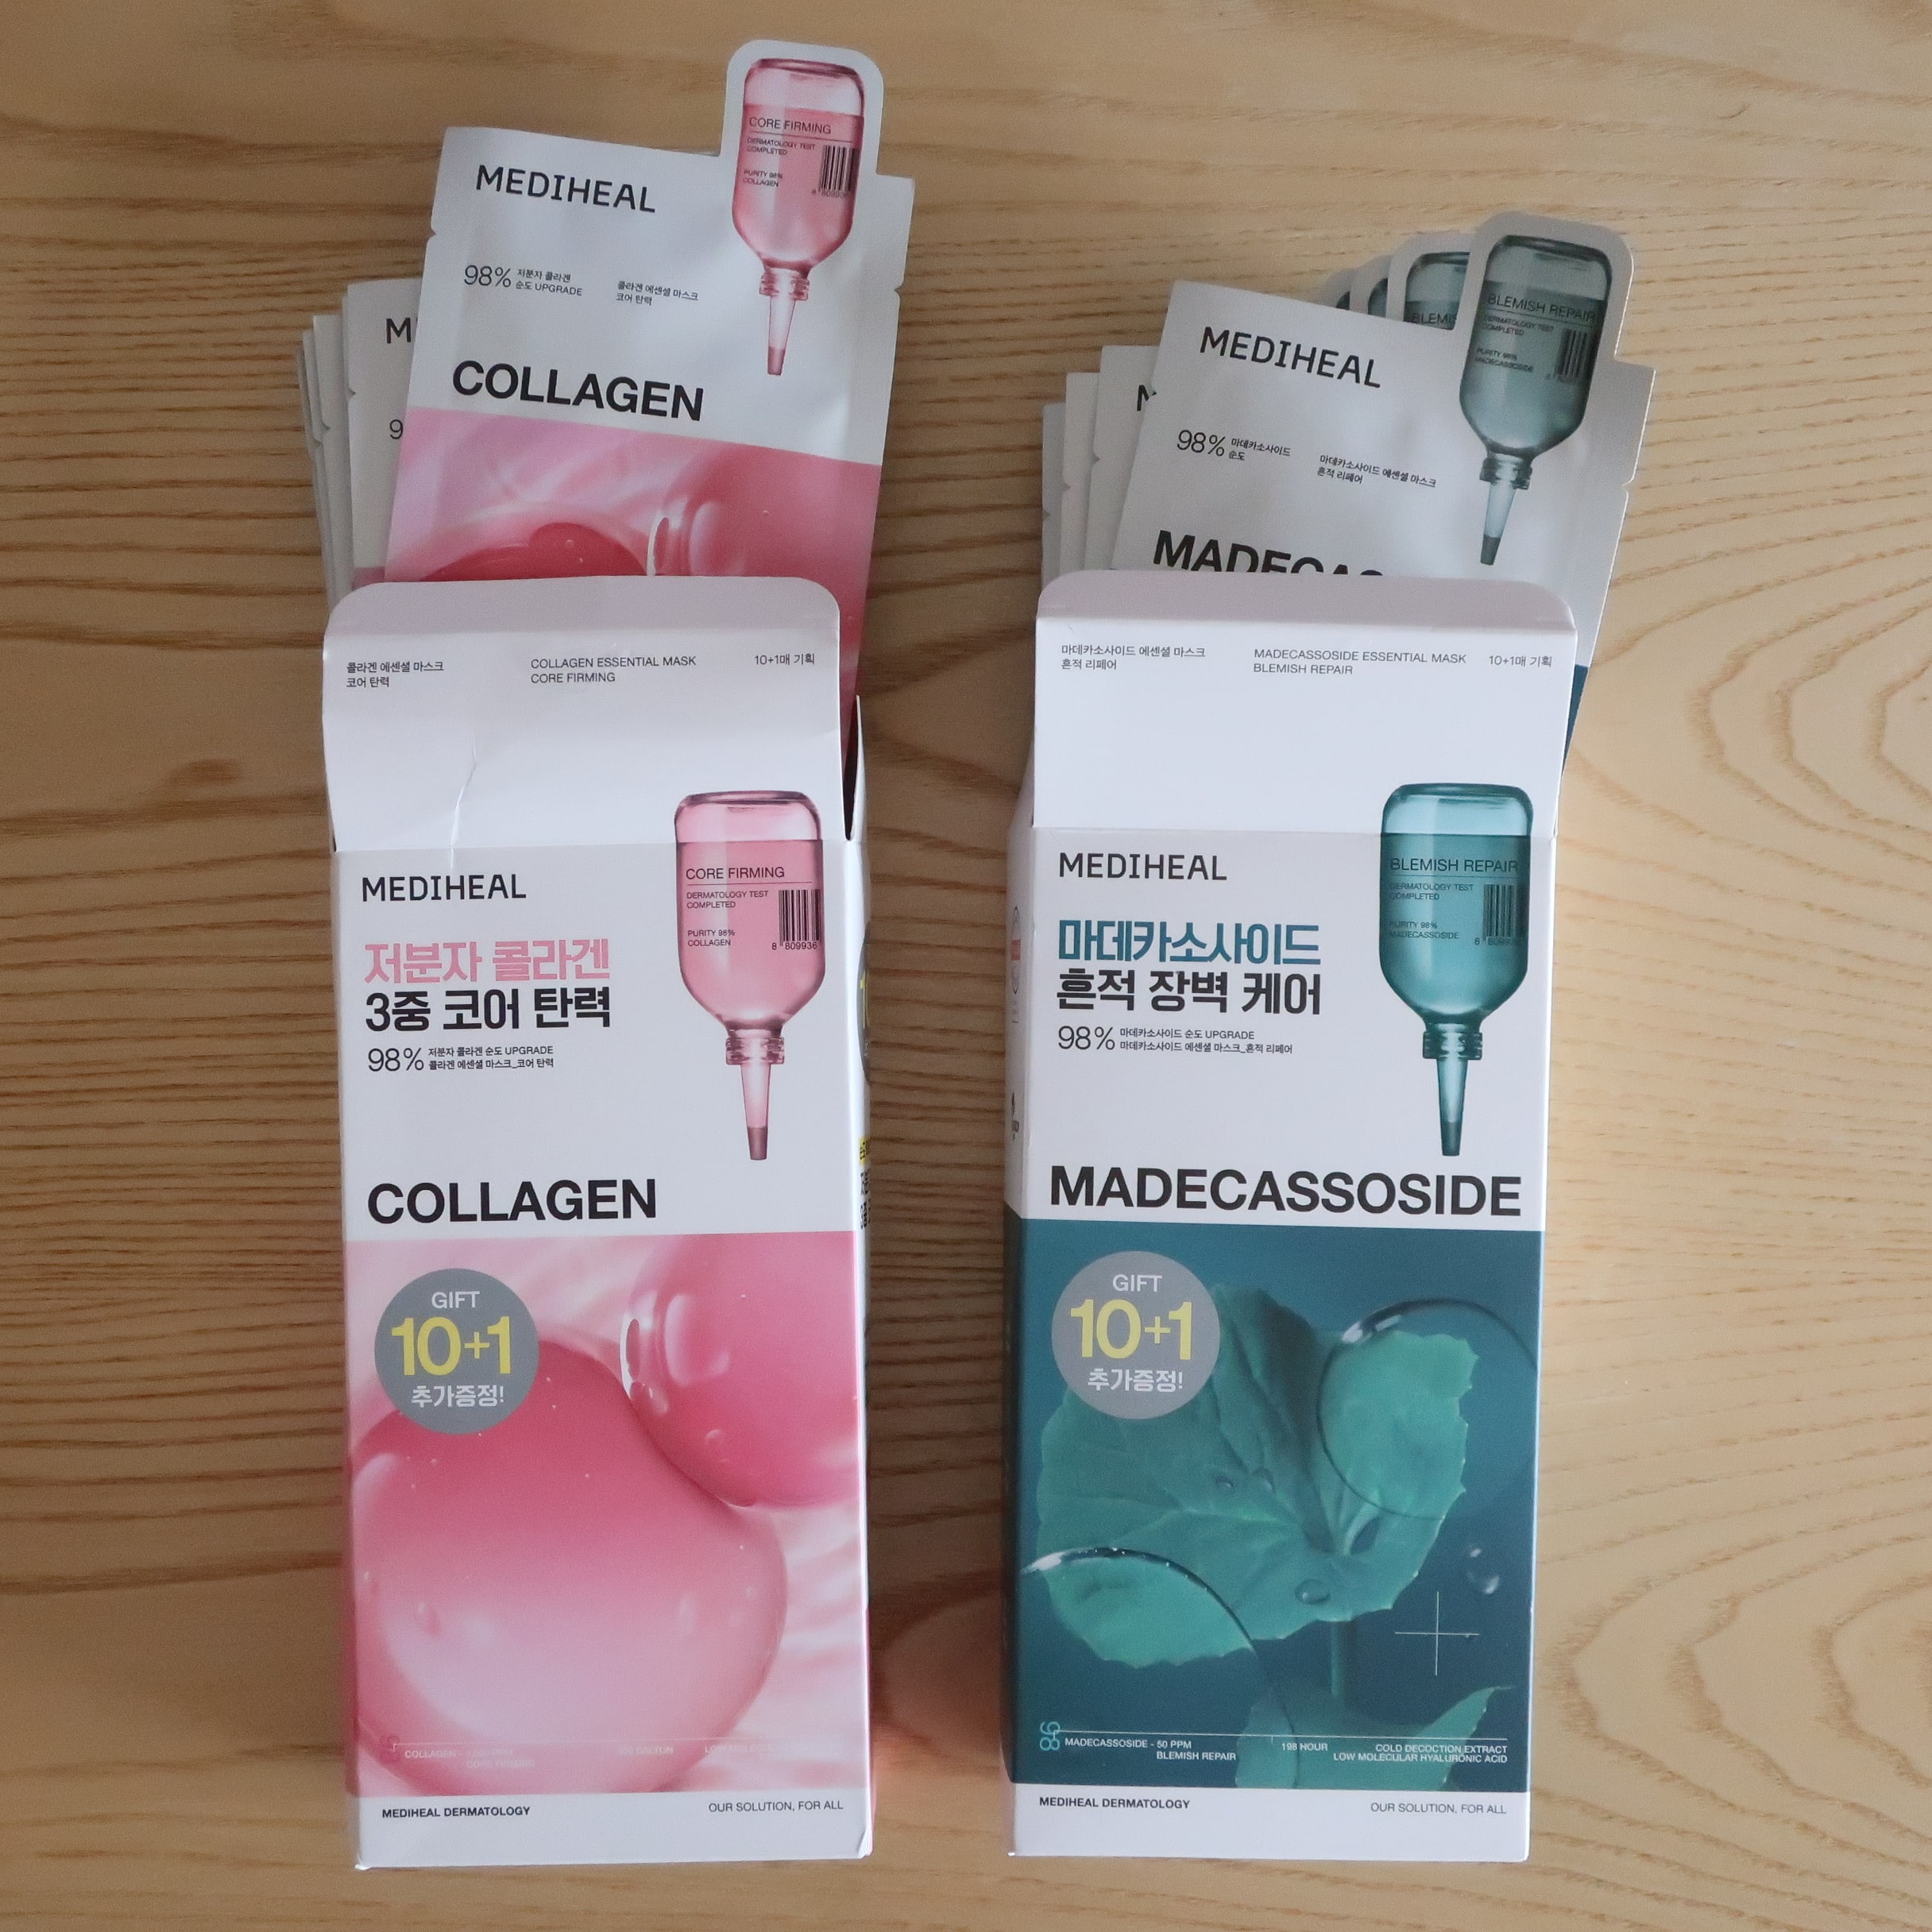 CORE FIRMING
DERMATOLOGY TEST
COMPLETED
PURITY 98%
COLLAGEN
MEDIHEAL
98% 저분자 콜라겐
순도 UPGRADE
콜라겐 에센셜 마스크
코어 탄력
COLLAGEN
BLEMISH REPAIR
DERMATOLOGY TEST
COMPLETED
PURITY 98%
MADECASSOSIDE
MEDIHEAL
98% 마데카소사이드
순도
마데카소사이드 에센셜 마스크
흔적 리페어
콜라겐 에센셜 마스크
코어 탄력
COLLAGEN ESSENTIAL MASK
CORE FIRMING
10+1매 기획
MEDIHEAL
저분자 콜라겐
3중 코어 탄력
98% 저분자 콜라겐 순도 UPGRADE
콜라겐 에센셜 마스크_코어 탄력
CORE FIRMING
DERMATOLOGY TEST
COMPLETED
PURITY 98%
COLLAGEN
8 809936
COLLAGEN
GIFT
10+1
추가증정!
MEDIHEAL DERMATOLOGY
OUR SOLUTION, FOR ALL
마데카소사이드 에센셜 마스크
흔적 리페어
MADECASSOSIDE ESSENTIAL MASK
BLEMISH REPAIR
10+1매 기획
MEDIHEAL
마데카소사이드
흔적 장벽 케어
98% 마데카소사이드 순도 UPGRADE
마데카소사이드 에센셜 마스크_흔적 리페어
BLEMISH REPAIR
DERMATOLOGY TEST
COMPLETED
PURITY 98%
MADECASSOSIDE
MADECASSOSIDE
GIFT
10+1
추가증정!
98
MADECASSOSIDE - 50 PPM
BLEMISH REPAIR
198 HOUR
COLD DECOCTION EXTRACT
LOW MOLECULAR HYALURONIC ACID
MEDIHEAL DERMATOLOGY
OUR SOLUTION, FOR ALL